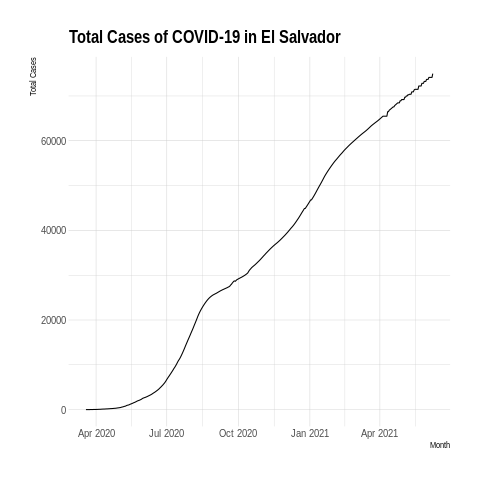 Total Cases of COVID-19 in El Salvador
Total Cases
60000
40000
20000
0
Apr 2020 Jul 2020 Oct 2020 Jan 2021 Apr 2021
Month